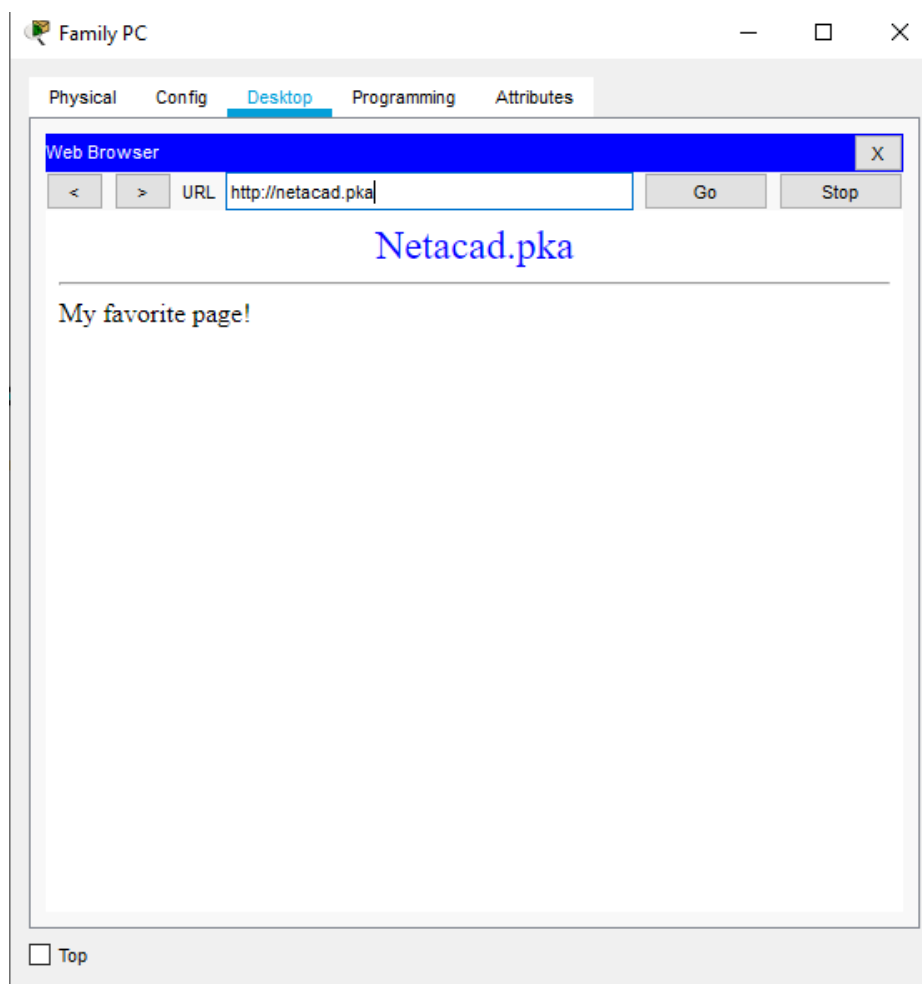 Family PC
Physical Config Desktop Programming Attributes
Web Browser X
< > URL http://netacad.pka Go Stop
Netacad.pka
My favorite page!
Top